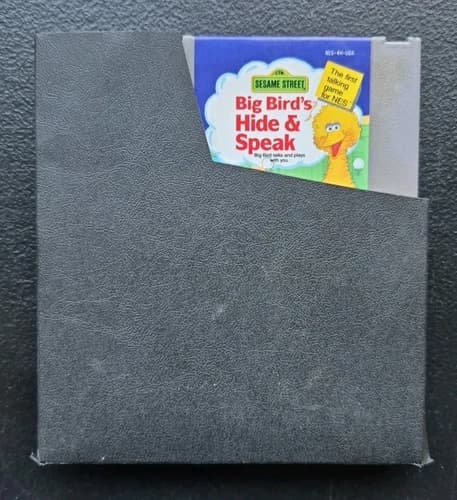 NES-4H-USA
SESAME STREET
The first
talking
game
for NES
Big Bird's
Hide &
Speak
Big Bird talks and plays
with you.